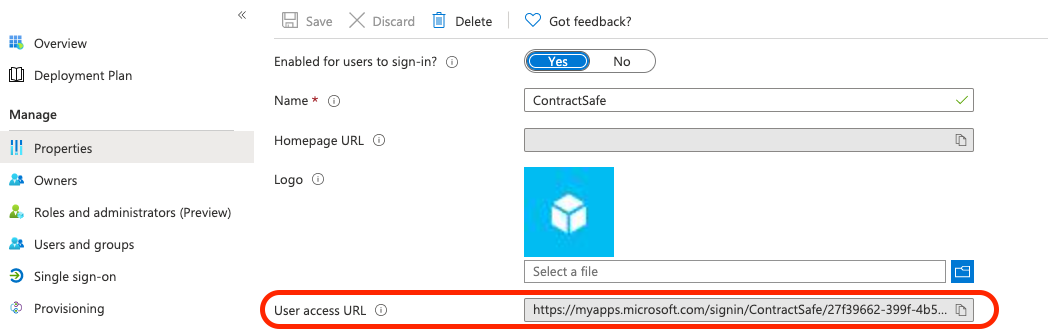 «
Overview
Deployment Plan
Manage
Properties
Owners
Roles and administrators (Preview)
Users and groups
Single sign-on
Provisioning
Save Discard Delete Got feedback?
Enabled for users to sign-in? Yes No
Name * ContractSafe
Homepage URL
Logo
Select a file
User access URL https://myapps.microsoft.com/signin/ContractSafe/27f39662-399f-4b5...